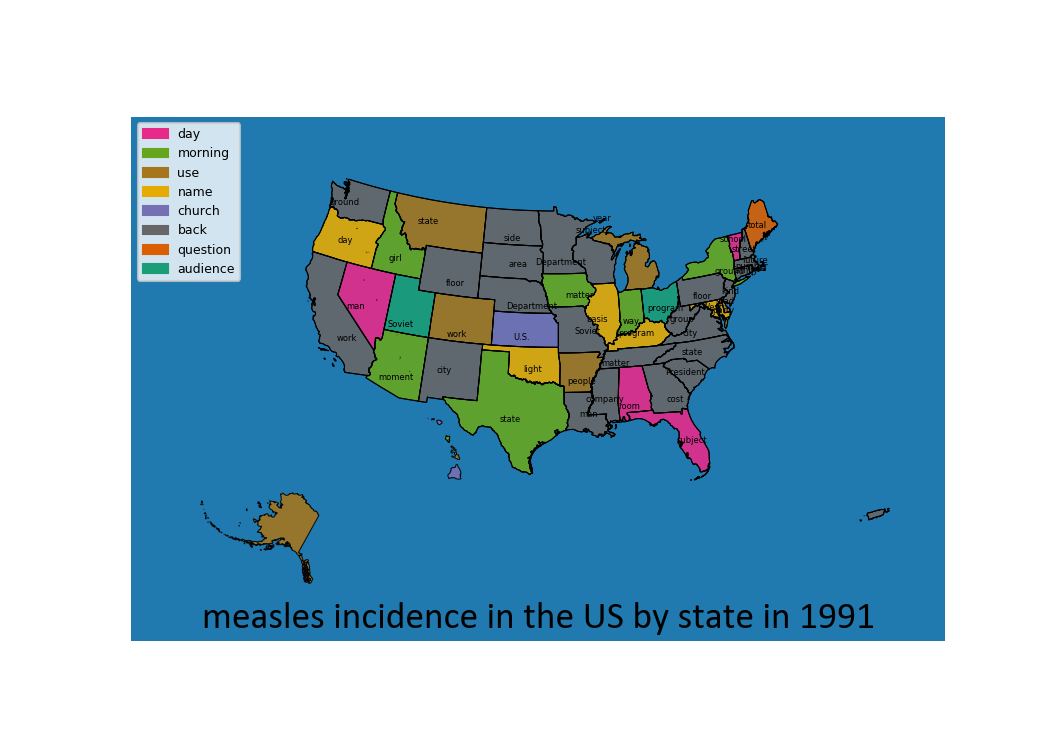 day
morning
use
name
church
back
question
audience
ground
state
side
year
subject
school
total
street
day
girl
area
Department
future
ground
floor
matter
floor
man
Soviet
work
Department
basis
way
program
work
U.S.
Soviet
program
group
city
moment
city
light
people
matter
state
President
state
company
man
room
cost
subject
measles incidence in the US by state in 1991